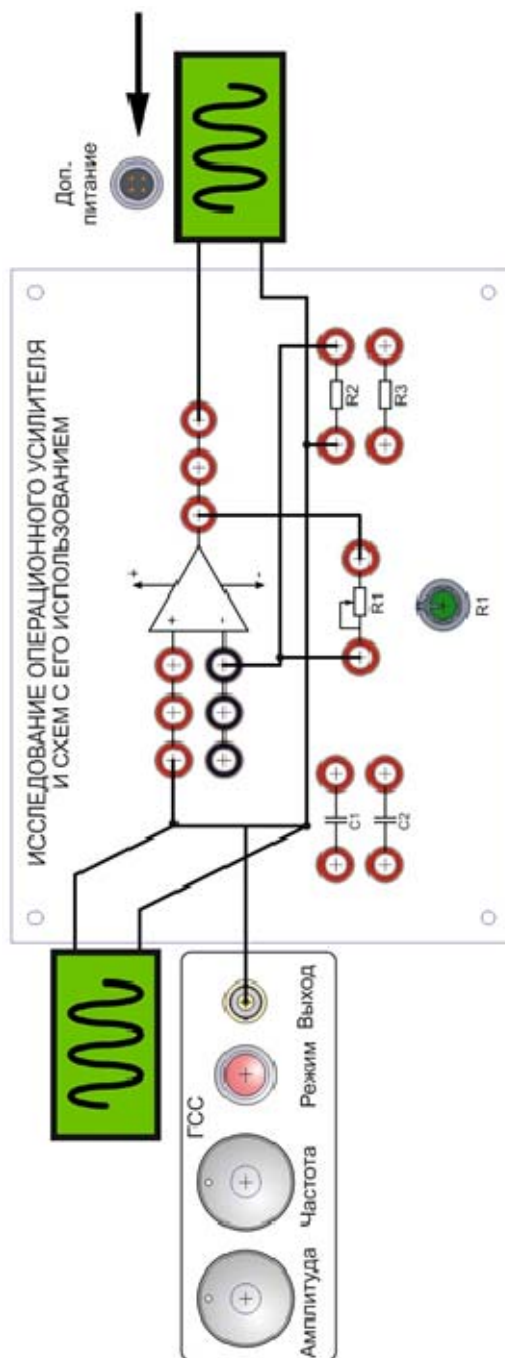 ИССЛЕДОВАНИЕ ОПЕРАЦИОННОГО УСИЛИТЕЛЯ
И СХЕМ С ЕГО ИСПОЛЬЗОВАНИЕМ
Доп.
питание
+
-
+
-
C1
C2
R1
R2
R3
R1
ГСС
Амплитуда
Частота
Режим
Выход